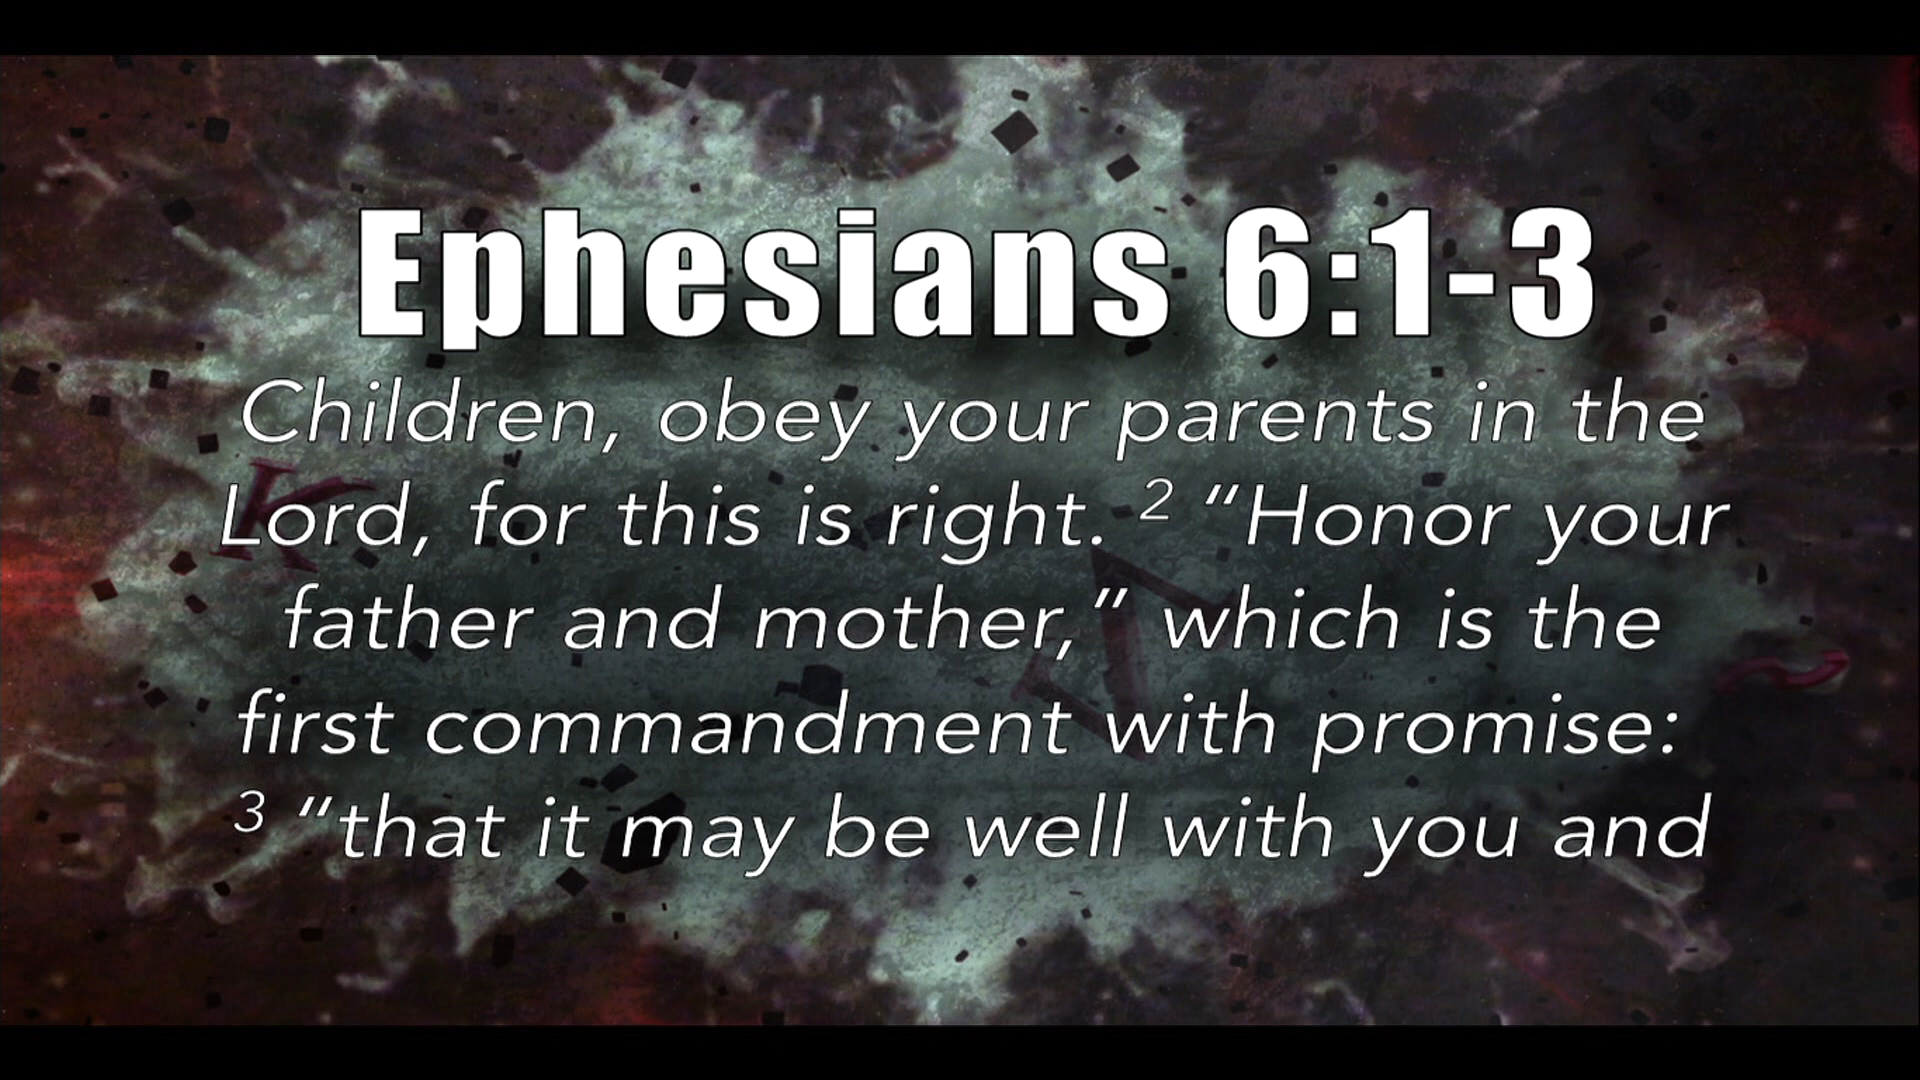 Ephesians 6:1-3
Children, obey your parents in the
Lord, for this is right. ² “Honor your
father and mother,” which is the
first commandment with promise:
³ “that it may be well with you and